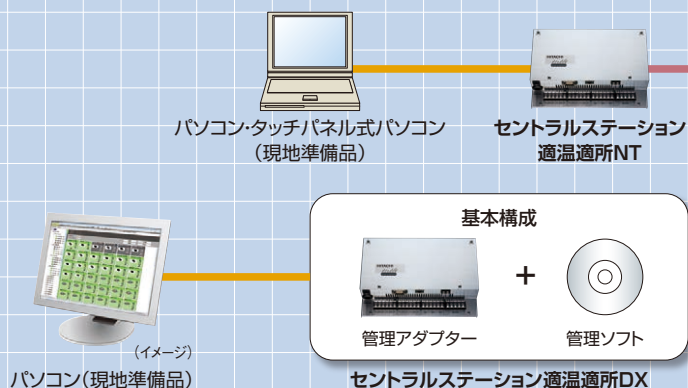 パソコン・タッチパネル式パソコン
（現地準備品）
セントラルステーション
適温適所NT
基本構成
HITACHI
+
管理アダプター
管理ソフト
（イメージ）
パソコン（現地準備品）
セントラルステーション適温適所DX